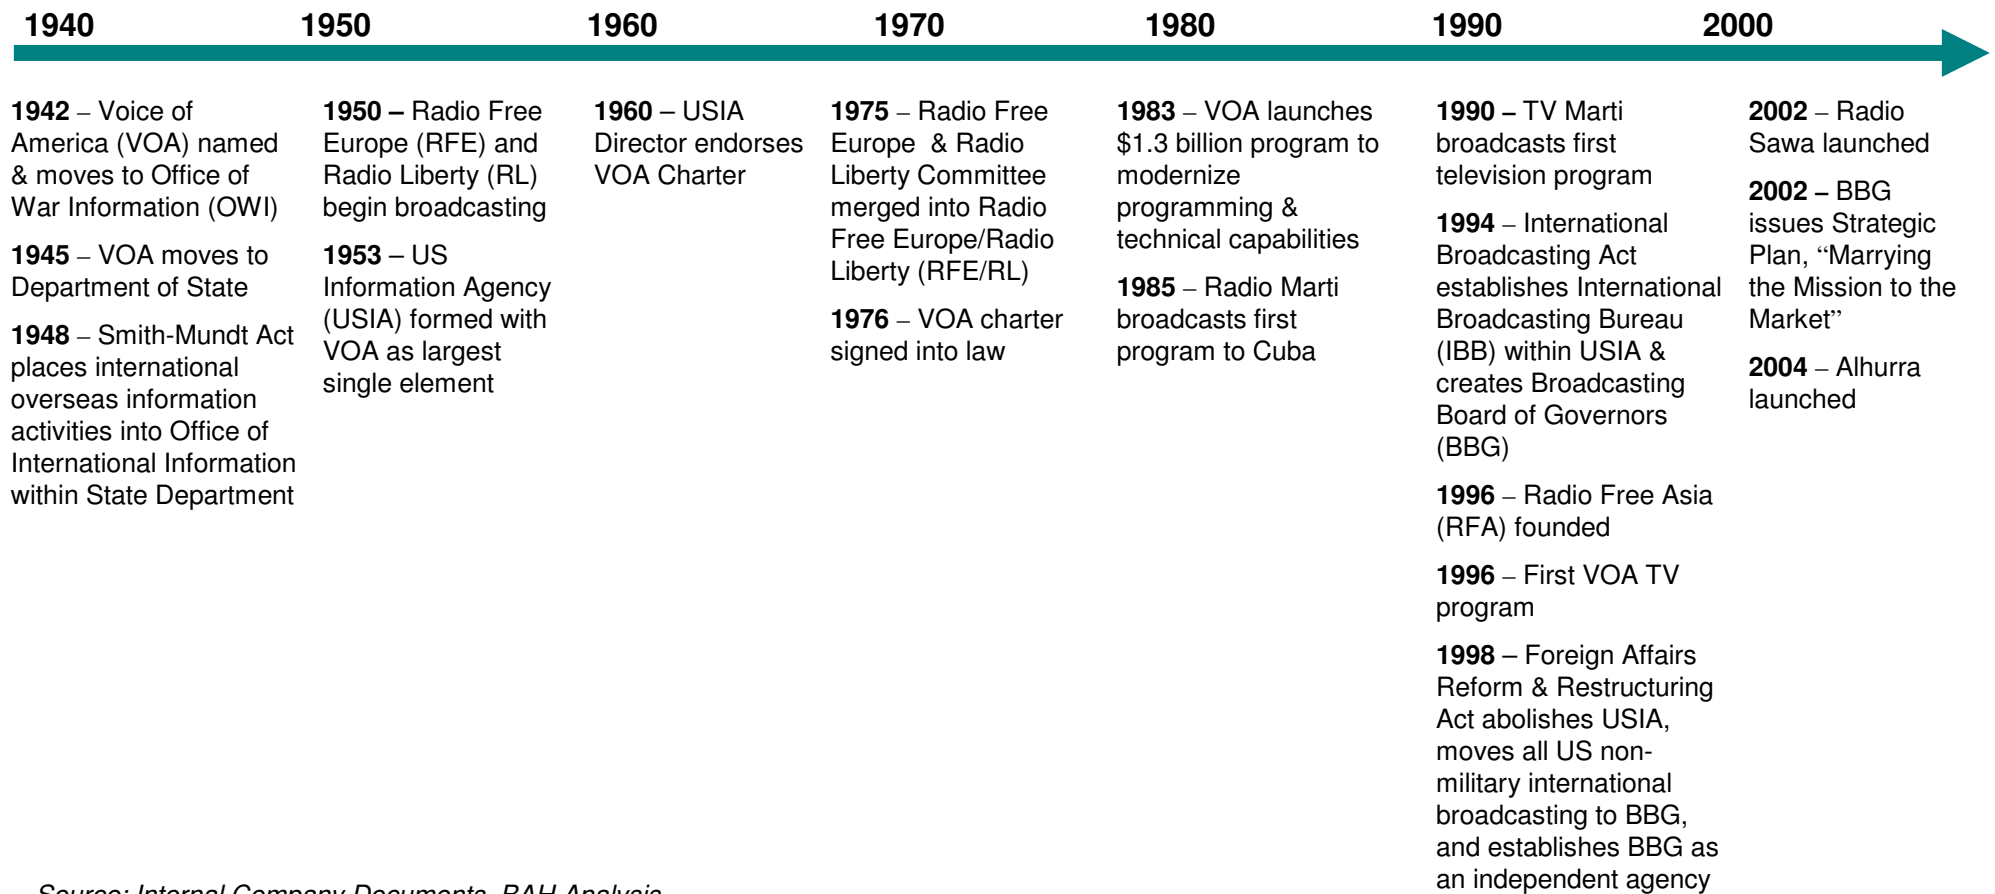 1940 1950 1960 1970 1980 1990 2000
1942 – Voice of
America (VOA) named
& moves to Office of
War Information (OWI)
1945 – VOA moves to
Department of State
1948 – Smith-Mundt Act
places international
overseas information
activities into Office of
International Information
within State Department
1950 – Radio Free
Europe (RFE) and
Radio Liberty (RL)
begin broadcasting
1953 – US
Information Agency
(USIA) formed with
VOA as largest
single element
1960 – USIA
Director endorses
VOA Charter
1975 – Radio Free
Europe & Radio
Liberty Committee
merged into Radio
Free Europe/Radio
Liberty (RFE/RL)
1976 – VOA charter
signed into law
1983 – VOA launches
$1.3 billion program to
modernize
programming &
technical capabilities
1985 – Radio Marti
broadcasts first
program to Cuba
1990 – TV Marti
broadcasts first
television program
1994 – International
Broadcasting Act
establishes International
Broadcasting Bureau
(IBB) within USIA &
creates Broadcasting
Board of Governors
(BBG)
1996 – Radio Free Asia
(RFA) founded
1996 – First VOA TV
program
1998 – Foreign Affairs
Reform & Restructuring
Act abolishes USIA,
moves all US non-
military international
broadcasting to BBG,
and establishes BBG as
an independent agency
2002 – Radio
Sawa launched
2002 – BBG
issues Strategic
Plan, “Marrying
the Mission to the
Market”
2004 – Alhurra
launched
Source: Internal Company Documents, BAH Analysis